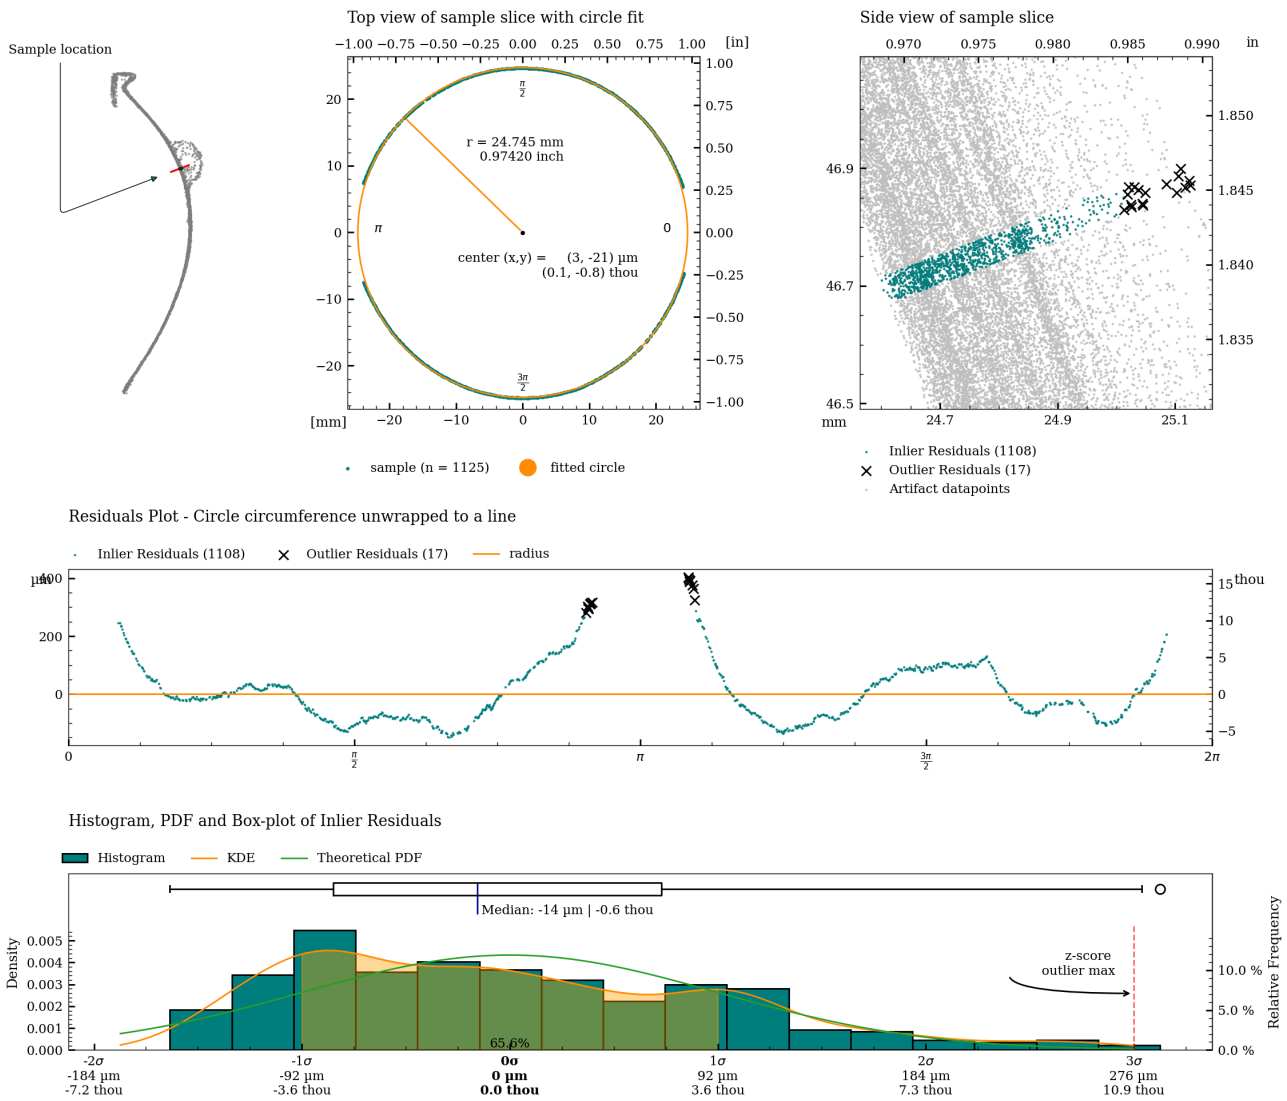 Sample location
Top view of sample slice with circle fit
−1.00 −0.75 −0.50 −0.25 0.00 0.25 0.50 0.75 1.00 [in]
20
10
0
−10
−20
[mm]
−20 −10 0 10 20
1.00
0.75
0.50
0.25
0.00
−0.25
−0.50
−0.75
−1.00
π/2
r = 24.745 mm
0.97420 inch
π
0
center (x,y) = (3, -21) µm
(0.1, -0.8) thou
3π/2
sample (n = 1125)
fitted circle
Side view of sample slice
0.970 0.975 0.980 0.985 0.990 in
46.9
46.7
46.5
mm
24.7 24.9 25.1
1.850
1.845
1.840
1.835
Inlier Residuals (1108)
Outlier Residuals (17)
Artifact datapoints
Residuals Plot - Circle circumference unwrapped to a line
Inlier Residuals (1108)
Outlier Residuals (17)
radius
µm
400
200
0
15
thou
10
5
0
−5
0 π/2 π 3π/2 2π
Histogram, PDF and Box-plot of Inlier Residuals
Histogram
KDE
Theoretical PDF
Median: -14 µm | -0.6 thou
Density
0.005
0.004
0.003
0.002
0.001
0.000
z-score
outlier max
10.0 %
5.0 %
0.0 %
Relative Frequency
65.6%
-2σ -1σ 0σ 1σ 2σ 3σ
-184 µm -92 µm 0 µm 92 µm 184 µm 276 µm
-7.2 thou -3.6 thou 0.0 thou 3.6 thou 7.3 thou 10.9 thou